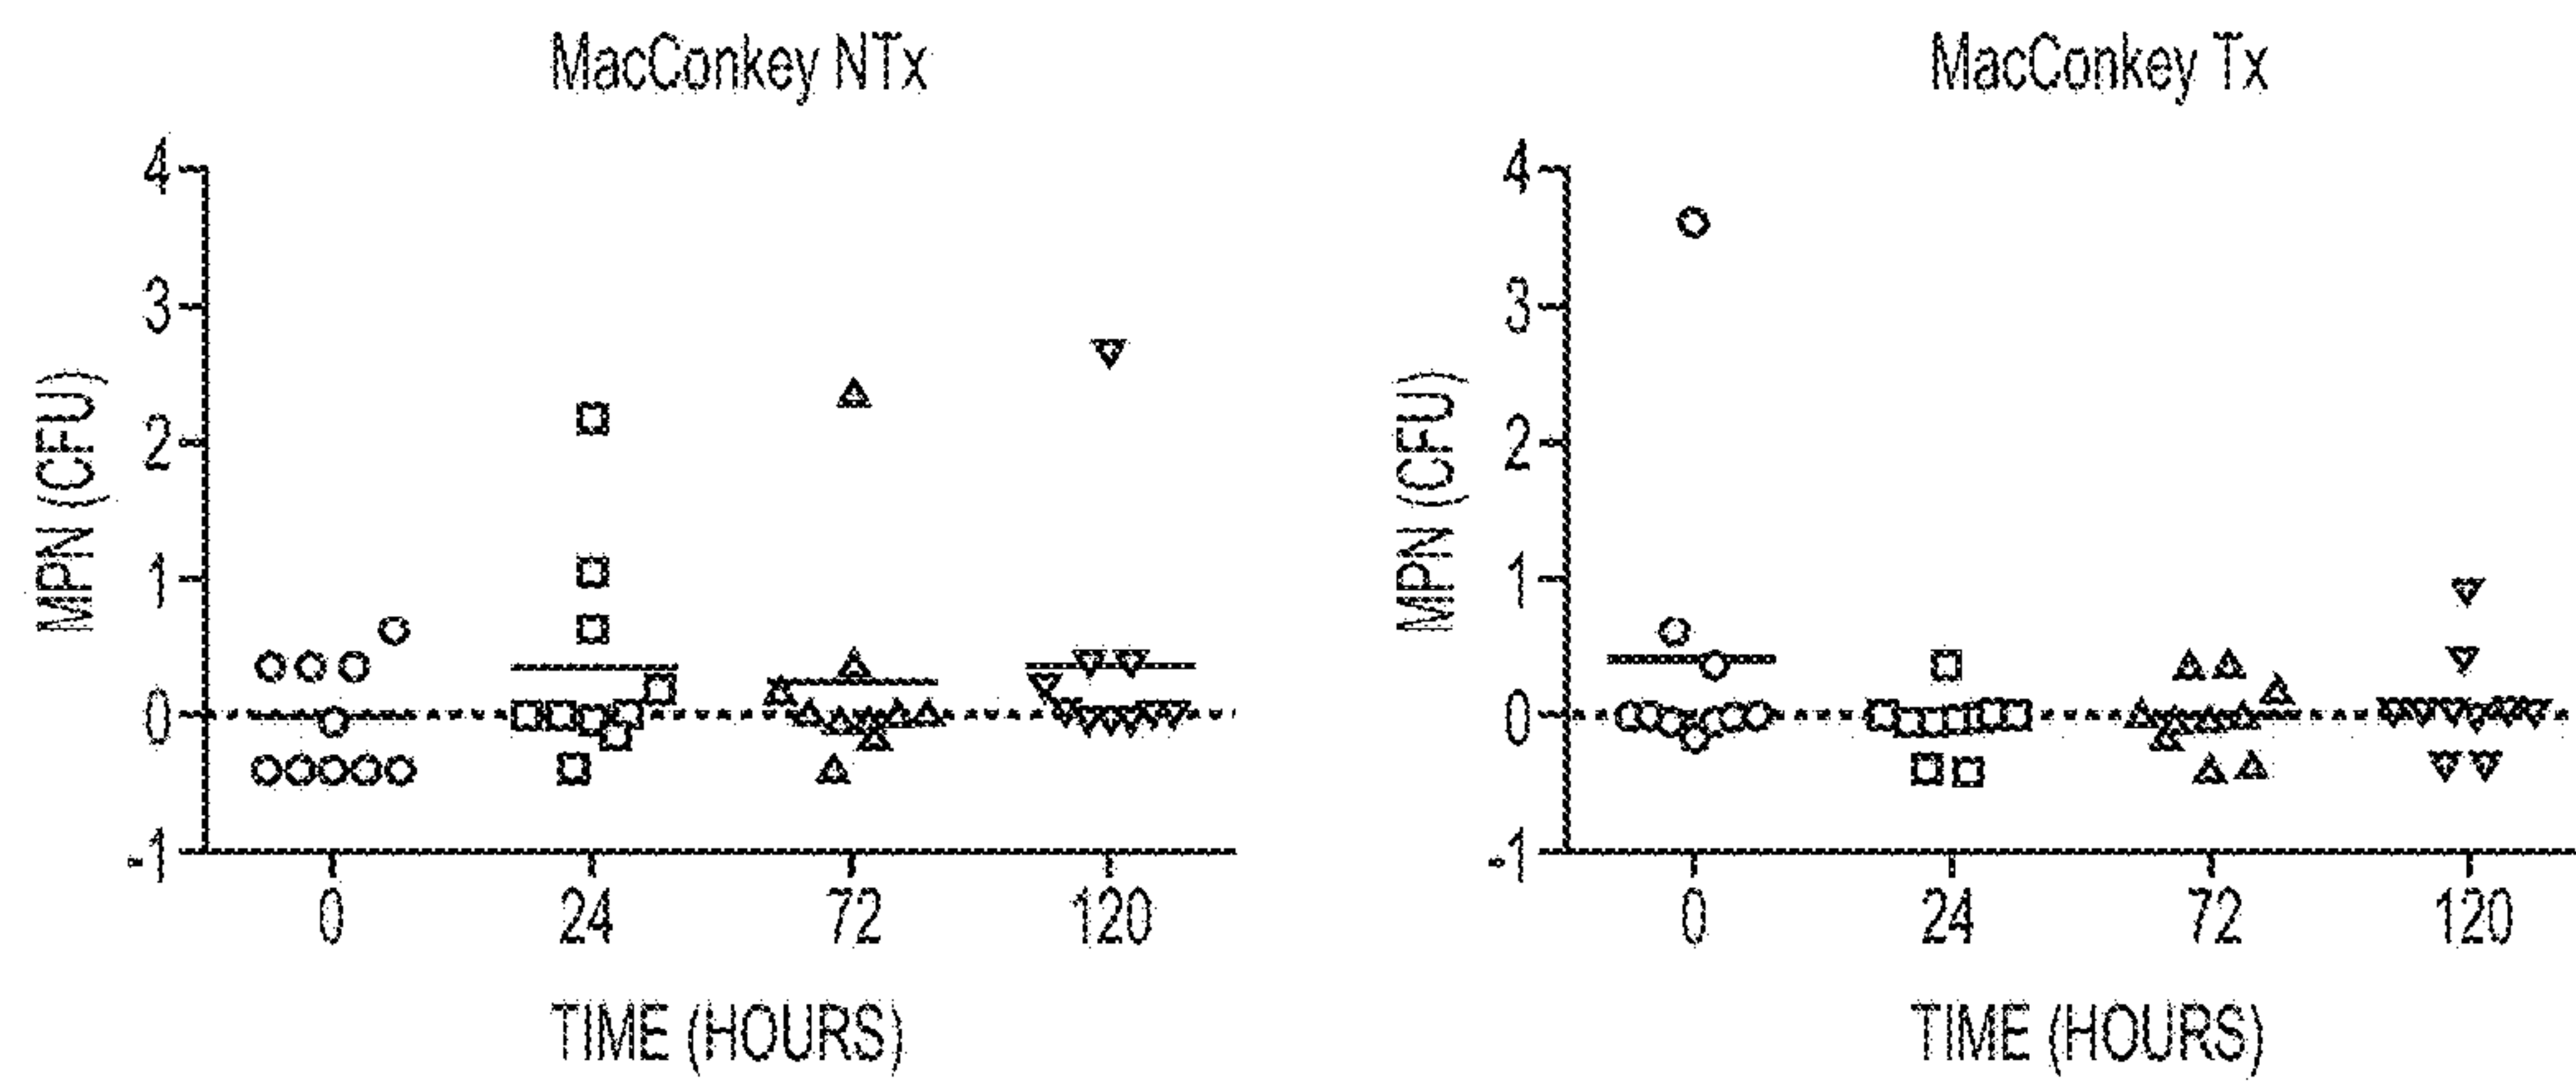 MacConkey NTx
4
3
2
1
0
-1
MPN (CFU)
0 24 72 120
TIME (HOURS)
MacConkey Tx
4
3
2
1
0
-1
MPN (CFU)
0 24 72 120
TIME (HOURS)